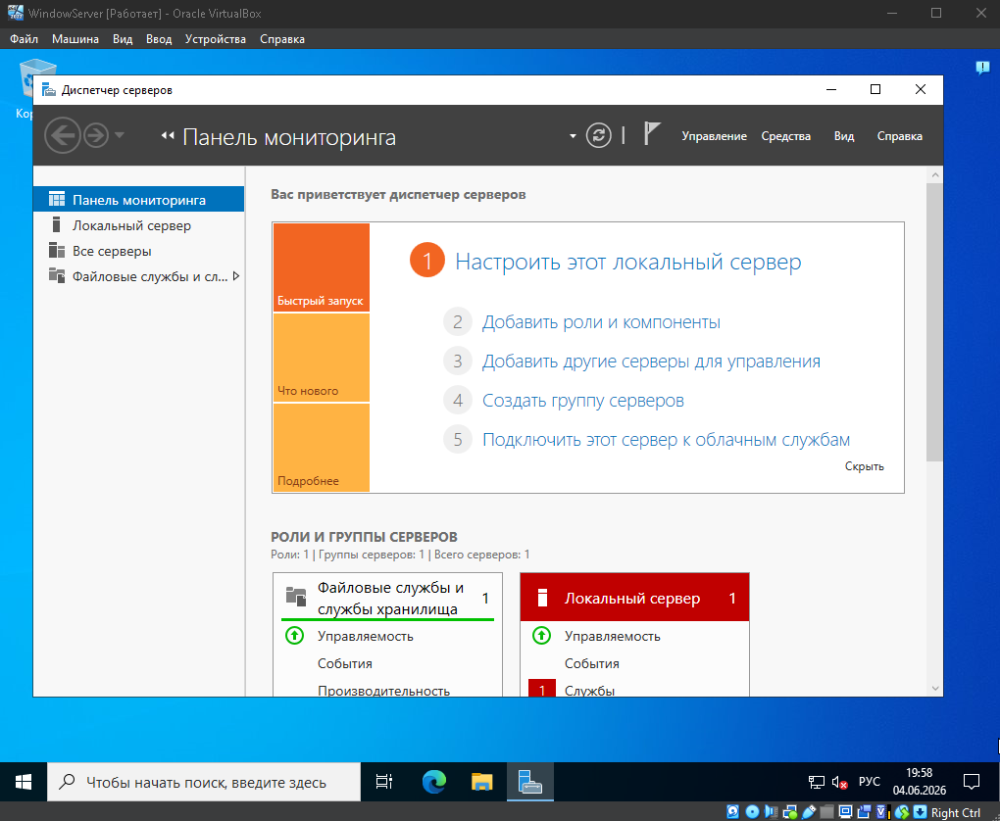 WindowServer [Работает] - Oracle VirtualBox
Файл Машина Вид Ввод Устройства Справка
Диспетчер серверов
Панель мониторинга
Управление Средства Вид Справка
Панель мониторинга
Локальный сервер
Все серверы
Файловые службы и сл...
Вас приветствует диспетчер серверов
Быстрый запуск
Что нового
Подробнее
1 Настроить этот локальный сервер
2 Добавить роли и компоненты
3 Добавить другие серверы для управления
4 Создать группу серверов
5 Подключить этот сервер к облачным службам
Скрыть
РОЛИ И ГРУППЫ СЕРВЕРОВ
Роли: 1 | Группы серверов: 1 | Всего серверов: 1
Файловые службы и
службы хранилища
1
Управляемость
События
Производительность
Локальный сервер 1
Управляемость
События
1 Службы
Чтобы начать поиск, введите здесь
РУС
19:58
04.06.2026
Right Ctrl